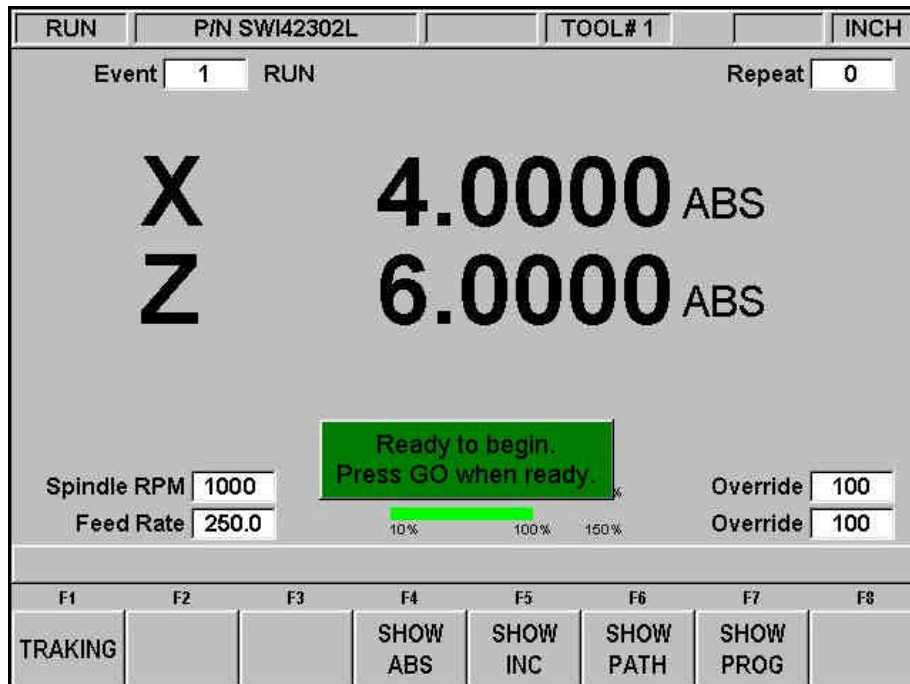 RUN P/N SWI42302L TOOL# 1 INCH
Event 1 RUN Repeat 0
X 4.0000 ABS
Z 6.0000 ABS
Ready to begin.
Press GO when ready.
Spindle RPM 1000 % Override 100
Feed Rate 250.0 Override 100
10% 100% 150%
F1 F2 F3 F4 F5 F6 F7 F8
TRAKING
SHOW ABS
SHOW INC
SHOW PATH
SHOW PROG